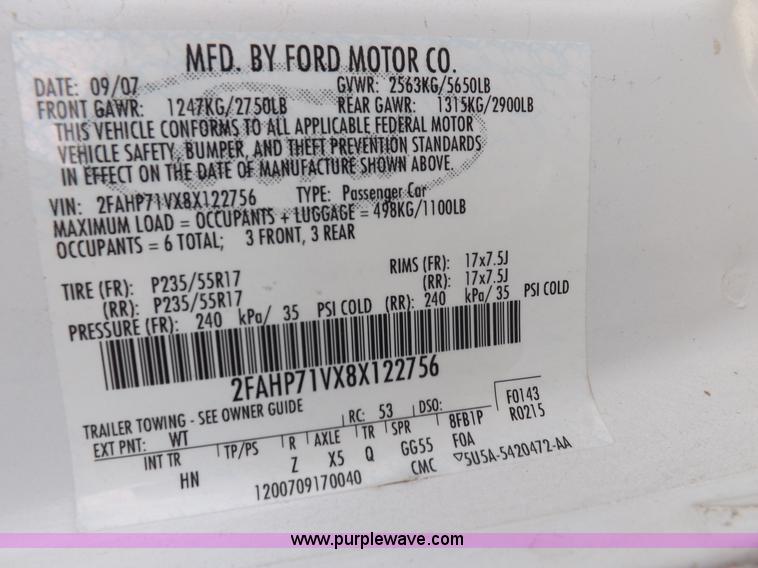 MFD. BY FORD MOTOR CO.
DATE: 09/07 GVWR: 2563KG/5650LB
FRONT GAWR: 1247KG/2750LB REAR GAWR: 1315KG/2900LB
THIS VEHICLE CONFORMS TO ALL APPLICABLE FEDERAL MOTOR
VEHICLE SAFETY, BUMPER, AND THEFT PREVENTION STANDARDS
IN EFFECT ON THE DATE OF MANUFACTURE SHOWN ABOVE.
VIN: 2FAHP71VX8X122756 TYPE: Passenger Car
MAXIMUM LOAD = OCCUPANTS + LUGGAGE = 498KG/1100LB
OCCUPANTS = 6 TOTAL; 3 FRONT, 3 REAR
TIRE (FR): P235/55R17 RIMS (FR): 17x7.5J
(RR): P235/55R17 (RR): 17x7.5J
PRESSURE (FR): 240 kPa/ 35 PSI COLD (RR): 240 kPa/ 35 PSI COLD
2FAHP71VX8X122756
TRAILER TOWING - SEE OWNER GUIDE RC: 53 DSO: F0143
EXT PNT: WT 8FB1P R0215
INT TR TP/PS R AXLE TR SPR FOA
HN Z X5 Q GG55 5U5A-5420472-AA
1200709170040 CMC
www.purplewave.com